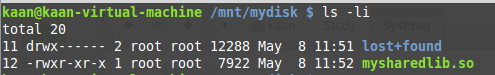 kaan@kaan-virtual-machine /mnt/mydisk $ ls -li
total 20
11 drwx------ 2 root root 12288 May  8 11:51 lost+found
12 -rwxr-xr-x 1 root root  7922 May  8 11:52 mysharedlib.so